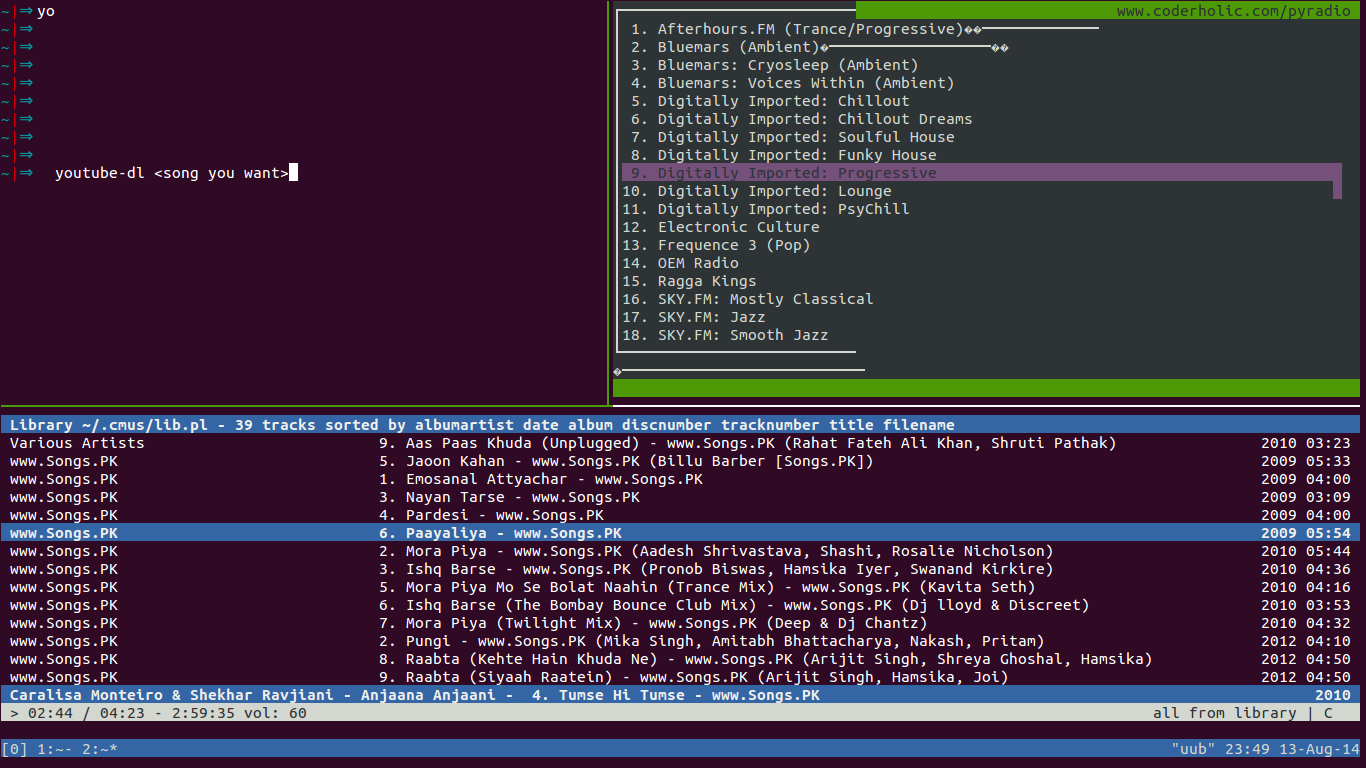 ~|⇒yo
~|⇒
~|⇒
~|⇒
~|⇒
~|⇒
~|⇒
~|⇒
~|⇒
~|⇒  youtube-dl <song you want>
www.coderholic.com/pyradio
1. Afterhours.FM (Trance/Progressive)��
2. Bluemars (Ambient)� ��
3. Bluemars: Cryosleep (Ambient)
4. Bluemars: Voices Within (Ambient)
5. Digitally Imported: Chillout
6. Digitally Imported: Chillout Dreams
7. Digitally Imported: Soulful House
8. Digitally Imported: Funky House
9. Digitally Imported: Progressive
10. Digitally Imported: Lounge
11. Digitally Imported: PsyChill
12. Electronic Culture
13. Frequence 3 (Pop)
14. OEM Radio
15. Ragga Kings
16. SKY.FM: Mostly Classical
17. SKY.FM: Jazz
18. SKY.FM: Smooth Jazz
�
Library ~/.cmus/lib.pl - 39 tracks sorted by albumartist date album discnumber tracknumber title filename
Various Artists 9. Aas Paas Khuda (Unplugged) - www.Songs.PK (Rahat Fateh Ali Khan, Shruti Pathak) 2010 03:23
www.Songs.PK 5. Jaoon Kahan - www.Songs.PK (Billu Barber [Songs.PK]) 2009 05:33
www.Songs.PK 1. Emosanal Attyachar - www.Songs.PK 2009 04:00
www.Songs.PK 3. Nayan Tarse - www.Songs.PK 2009 03:09
www.Songs.PK 4. Pardesi - www.Songs.PK 2009 04:00
www.Songs.PK 6. Paayaliya - www.Songs.PK 2009 05:54
www.Songs.PK 2. Mora Piya - www.Songs.PK (Aadesh Shrivastava, Shashi, Rosalie Nicholson) 2010 05:44
www.Songs.PK 3. Ishq Barse - www.Songs.PK (Pronob Biswas, Hamsika Iyer, Swanand Kirkire) 2010 04:36
www.Songs.PK 5. Mora Piya Mo Se Bolat Naahin (Trance Mix) - www.Songs.PK (Kavita Seth) 2010 04:16
www.Songs.PK 6. Ishq Barse (The Bombay Bounce Club Mix) - www.Songs.PK (Dj lloyd & Discreet) 2010 03:53
www.Songs.PK 7. Mora Piya (Twilight Mix) - www.Songs.PK (Deep & Dj Chantz) 2010 04:32
www.Songs.PK 2. Pungi - www.Songs.PK (Mika Singh, Amitabh Bhattacharya, Nakash, Pritam) 2012 04:10
www.Songs.PK 8. Raabta (Kehte Hain Khuda Ne) - www.Songs.PK (Arijit Singh, Shreya Ghoshal, Hamsika) 2012 04:50
www.Songs.PK 9. Raabta (Siyaah Raatein) - www.Songs.PK (Arijit Singh, Hamsika, Joi) 2012 04:50
Caralisa Monteiro & Shekhar Ravjiani - Anjaana Anjaani -  4. Tumse Hi Tumse - www.Songs.PK 2010
> 02:44 / 04:23 - 2:59:35 vol: 60 all from library | C
[0] 1:~- 2:~* "uub" 23:49 13-Aug-14